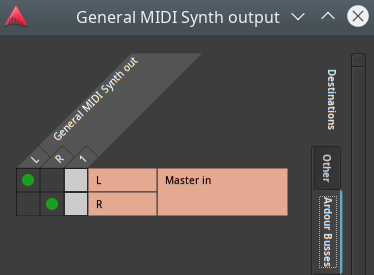 General MIDI Synth output
General MIDI Synth out
L
R
1
L
Master in
R
Destinations
Other
Ardour Busses